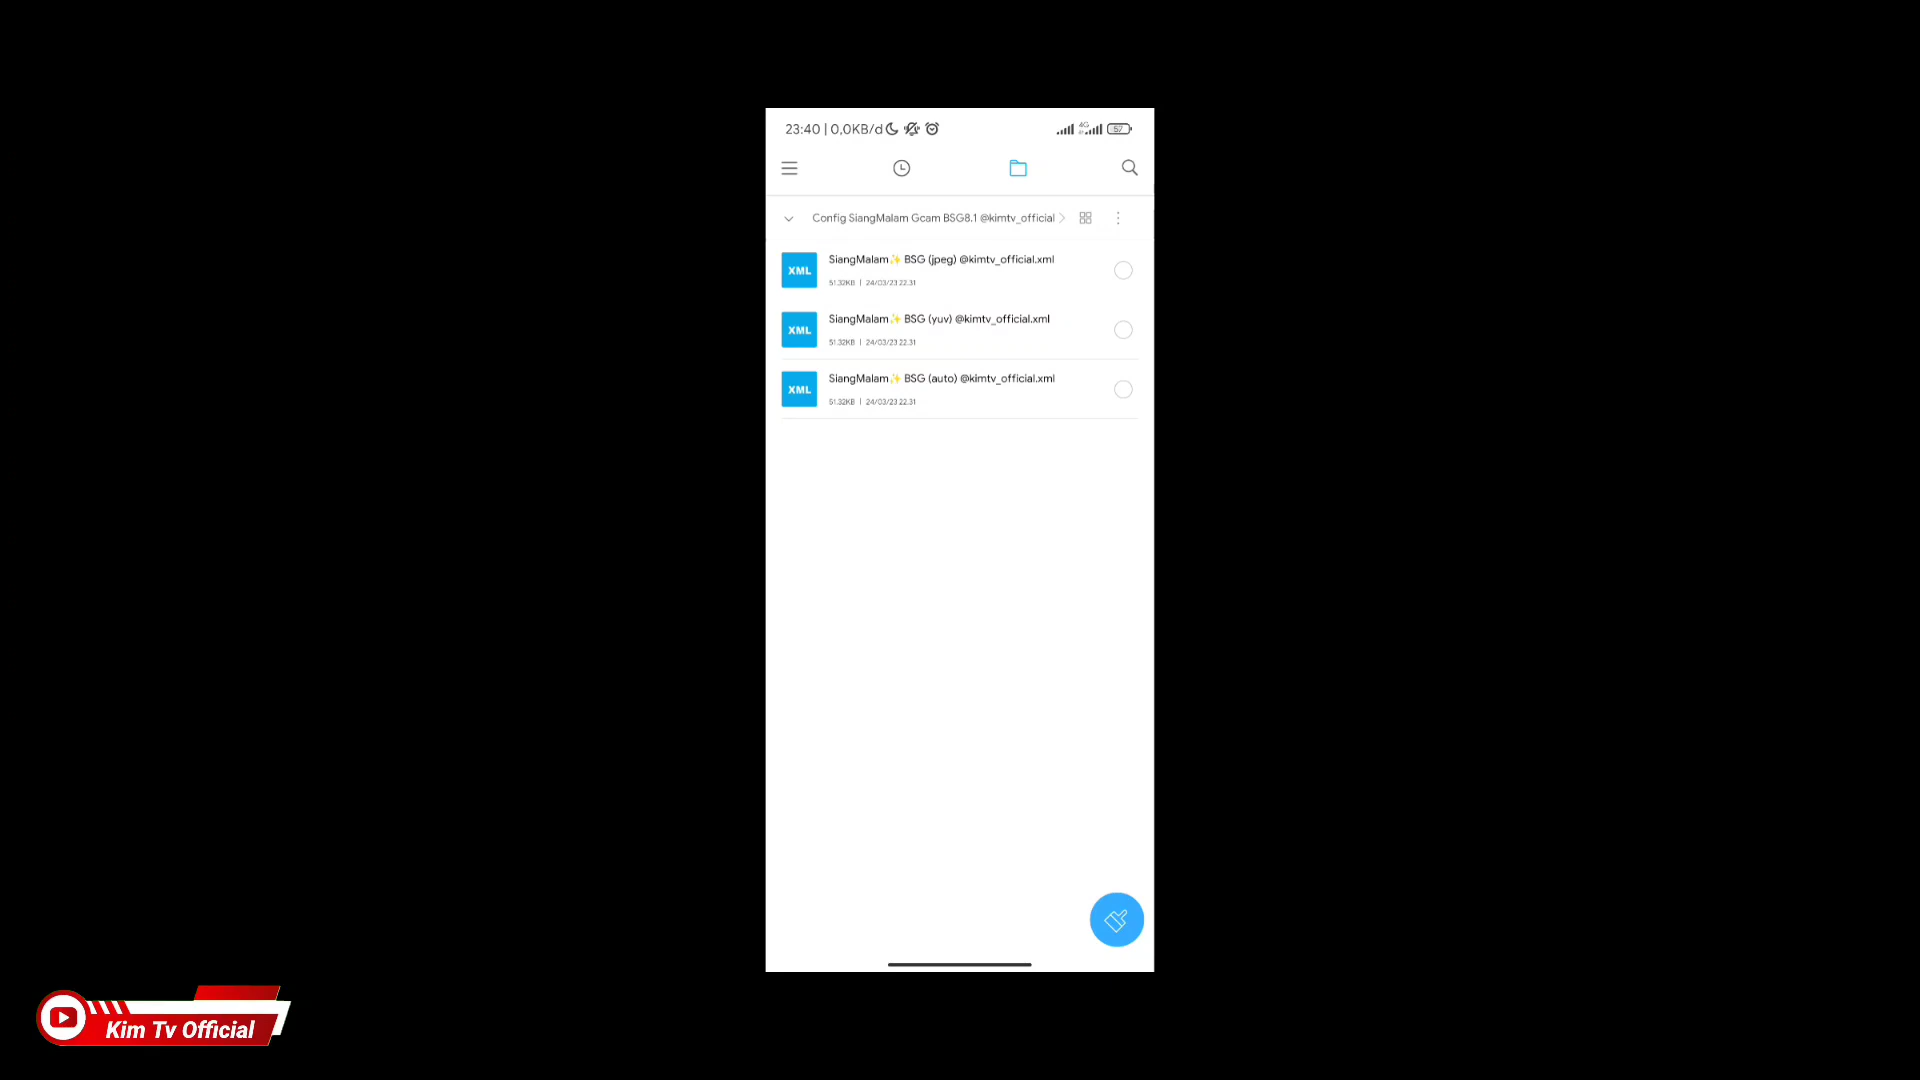 23:40 | 0,0KB/d
4G
57
Config SiangMalam Gcam BSG8.1 @kimtv_official
XML
SiangMalam✨ BSG (jpeg) @kimtv_official.xml
51.32KB | 24/03/23 22.31
XML
SiangMalam✨ BSG (yuv) @kimtv_official.xml
51.32KB | 24/03/23 22.31
XML
SiangMalam✨ BSG (auto) @kimtv_official.xml
51.32KB | 24/03/23 22.31
Kim Tv Official